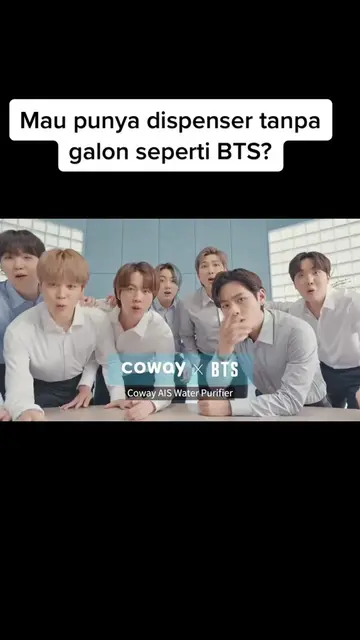 Mau punya dispenser tanpa
galon seperti BTS?
coway × BTS
Coway AIS Water Purifier